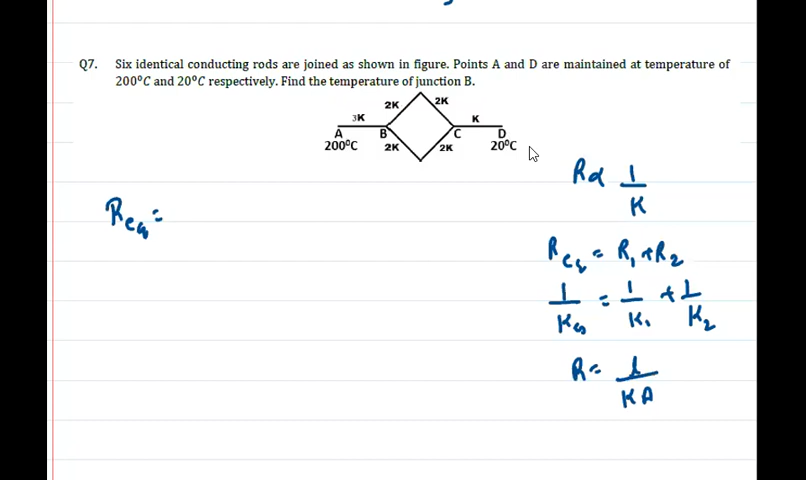 Q7. Six identical conducting rods are joined as shown in figure. Points A and D are maintained at temperature of
200°C and 20°C respectively. Find the temperature of junction B.
2K 2K
3K K
A B C D
200°C 2K 2K 20°C
R ∝ 1/K
Req =
Req = R1 + R2
1/Keq = 1/K1 + 1/K2
R = l/KA